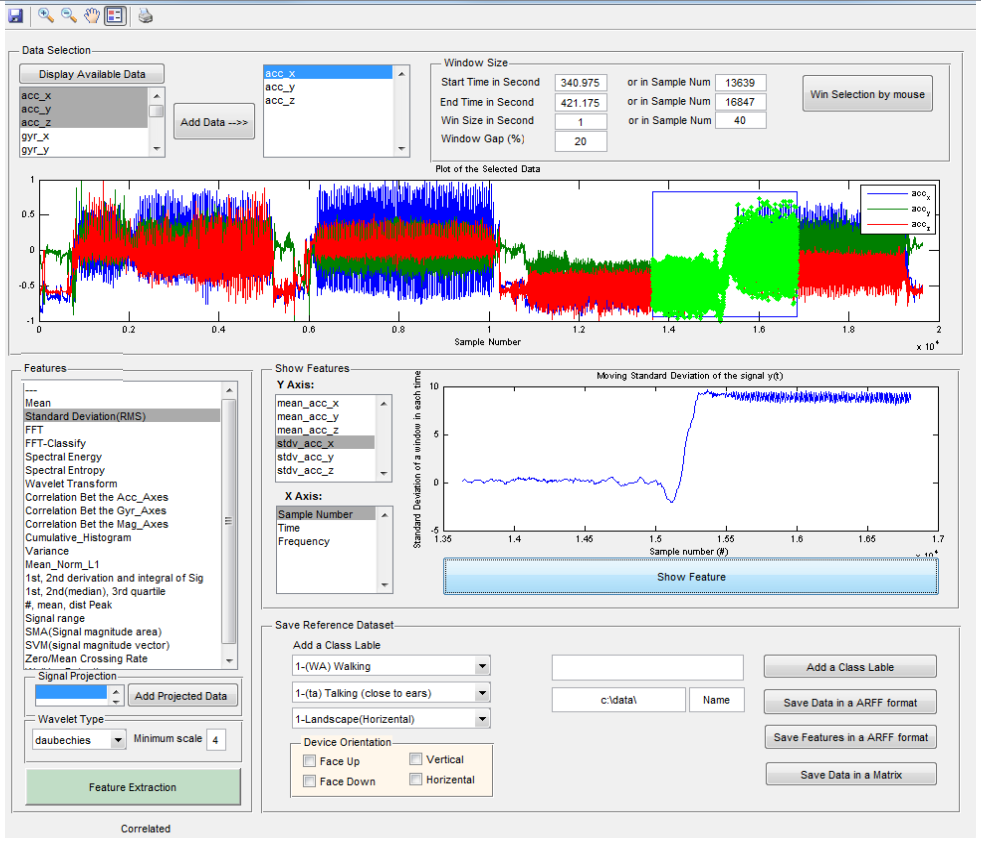 Data Selection
Display Available Data
acc_x
acc_y
acc_z
gyr_x
gyr_y
Add Data -->>
acc_x
acc_y
acc_z
Window Size
Start Time in Second 340.975 or in Sample Num 13639
End Time in Second 421.175 or in Sample Num 16847
Win Size in Second 1 or in Sample Num 40
Window Gap (%) 20
Win Selection by mouse
Plot of the Selected Data
1
0.5
0
-0.5
-1
acc_x
acc_y
acc_z
0 0.2 0.4 0.6 0.8 1 1.2 1.4 1.6 1.8 2
Sample Number
x 10^4
Features
---
Mean
Standard Deviation(RMS)
FFT
FFT-Classify
Spectral Energy
Spectral Entropy
Wavelet Transform
Correlation Bet the Acc_Axes
Correlation Bet the Gyr_Axes
Correlation Bet the Mag_Axes
Cumulative_Histogram
Variance
Mean_Norm_L1
1st, 2nd derivation and integral of Sig
1st, 2nd(median), 3rd quartile
#, mean, dist Peak
Signal range
SMA(Signal magnitude area)
SVM(signal magnitude vector)
Zero/Mean Crossing Rate
Signal Projection
Add Projected Data
Wavelet Type
daubechies Minimum scale 4
Feature Extraction
Correlated
Show Features
Y Axis:
mean_acc_x
mean_acc_y
mean_acc_z
stdv_acc_x
stdv_acc_y
stdv_acc_z
X Axis:
Sample Number
Time
Frequency
Moving Standard Deviation of the signal y(t)
Standard Deviation of a window in each time
10
5
0
-5
1.35 1.4 1.45 1.5 1.55 1.6 1.65 1.7
Sample number (#)
x 10^4
Show Feature
Save Reference Dataset
Add a Class Lable
1-(WA) Walking
1-(ta) Talking (close to ears)
1-Landscape(Horizental)
Device Orientation
Face Up Vertical
Face Down Horizental
Add a Class Lable
c:\data\ Name
Save Data in a ARFF format
Save Features in a ARFF format
Save Data in a Matrix